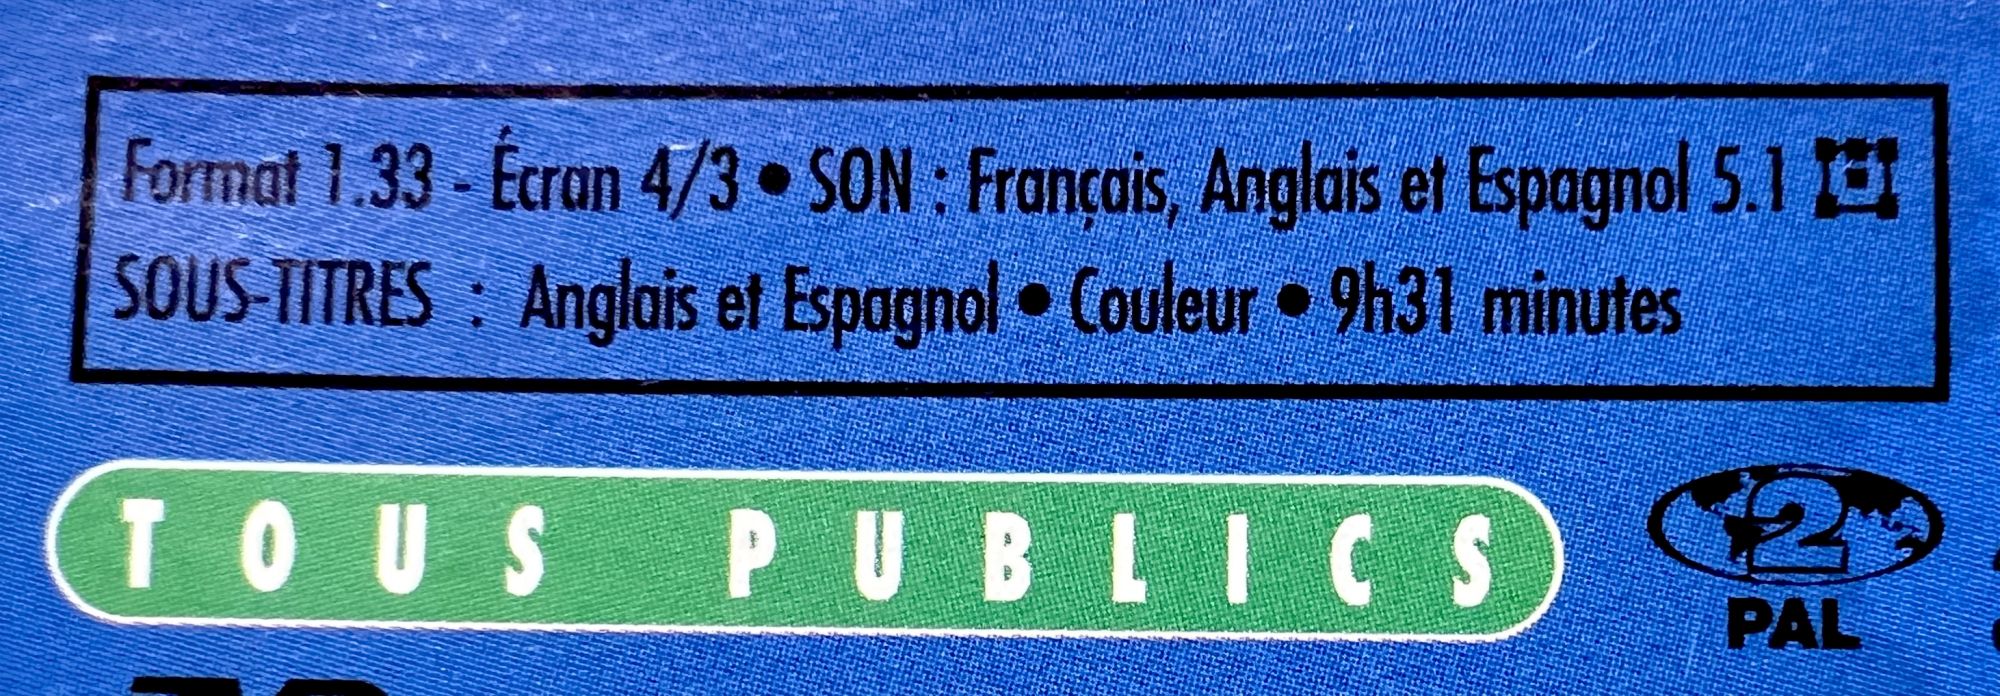 Format 1.33 - Écran 4/3 • SON : Français, Anglais et Espagnol 5.1
SOUS-TITRES : Anglais et Espagnol • Couleur • 9h31 minutes
TOUS PUBLICS
2
PAL